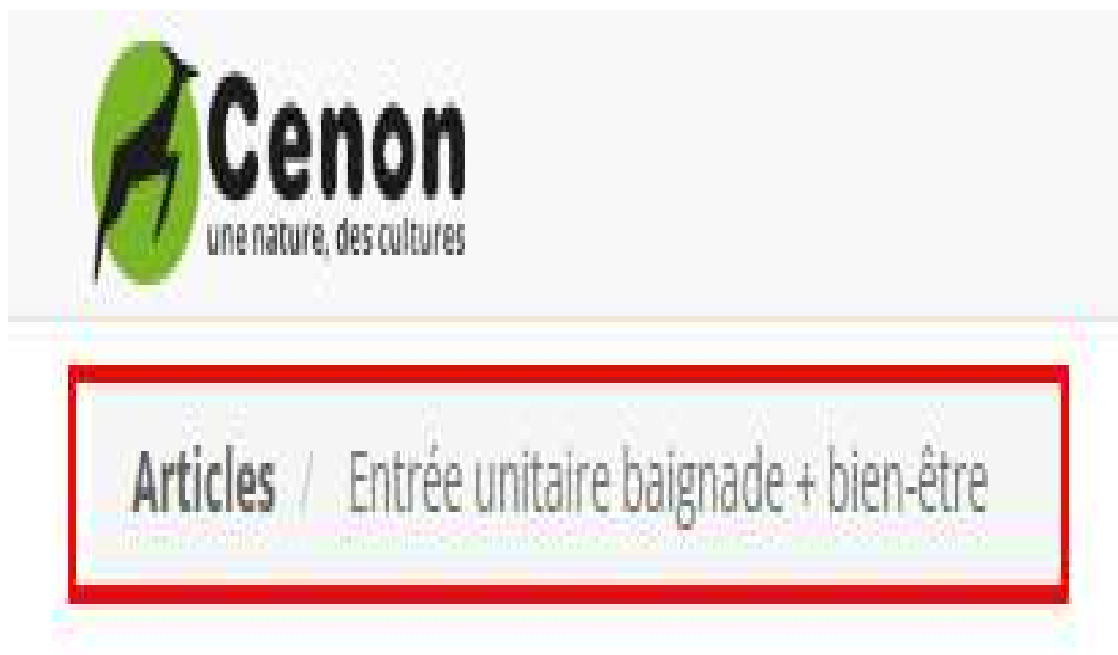 Cenon
une nature, des cultures
Articles / Entrée unitaire baignade + bien-être